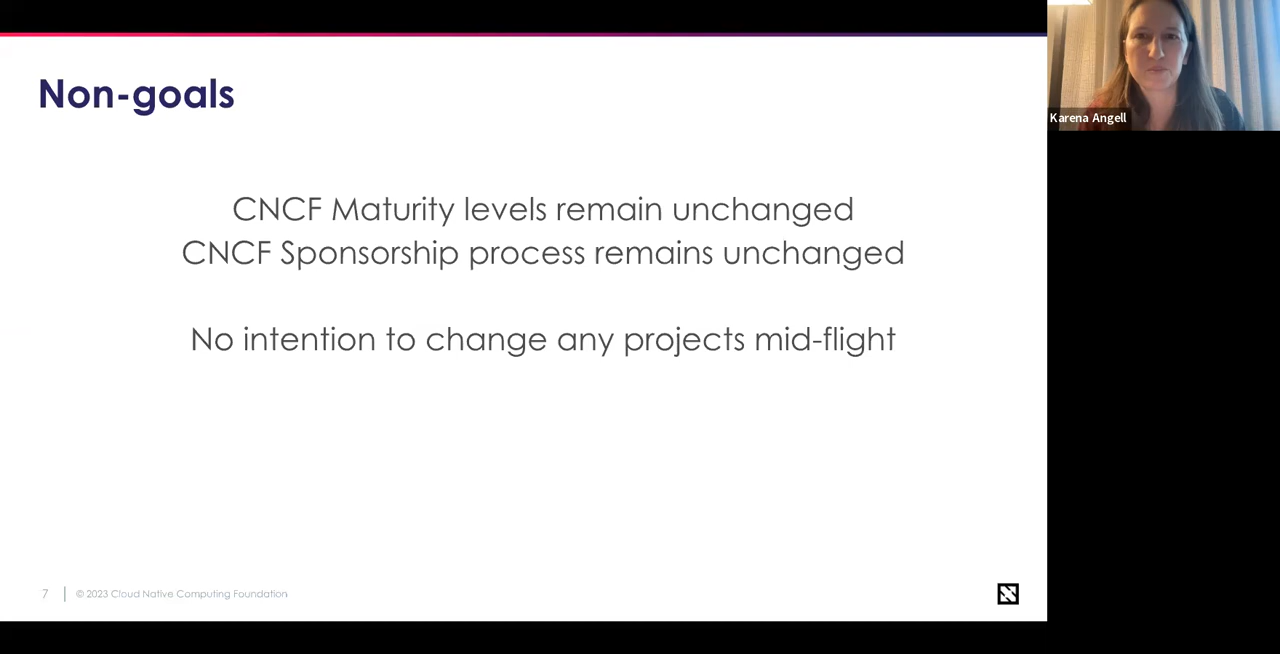 Non-goals
CNCF Maturity levels remain unchanged
CNCF Sponsorship process remains unchanged
No intention to change any projects mid-flight
7
© 2023 Cloud Native Computing Foundation
Karena Angell